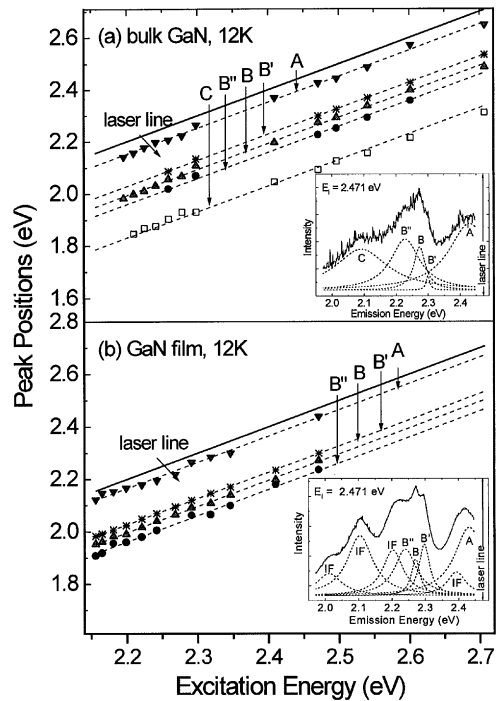 (a) bulk GaN, 12K
2.6
2.4
2.2
2.0
1.8
1.6
C B" B B' A
laser line
E_l = 2.471 eV
Intensity
C B" B B' A
laser line
2.0 2.1 2.2 2.3 2.4
Emission Energy (eV)
Peak Positions (eV)
2.8
(b) GaN film, 12K
2.6
2.4
2.2
2.0
1.8
B" B B' A
laser line
E_l = 2.471 eV
Intensity
IF IF IF B" B B' IF A
laser line
2.0 2.1 2.2 2.3 2.4
Emission Energy (eV)
2.2 2.3 2.4 2.5 2.6 2.7
Excitation Energy (eV)